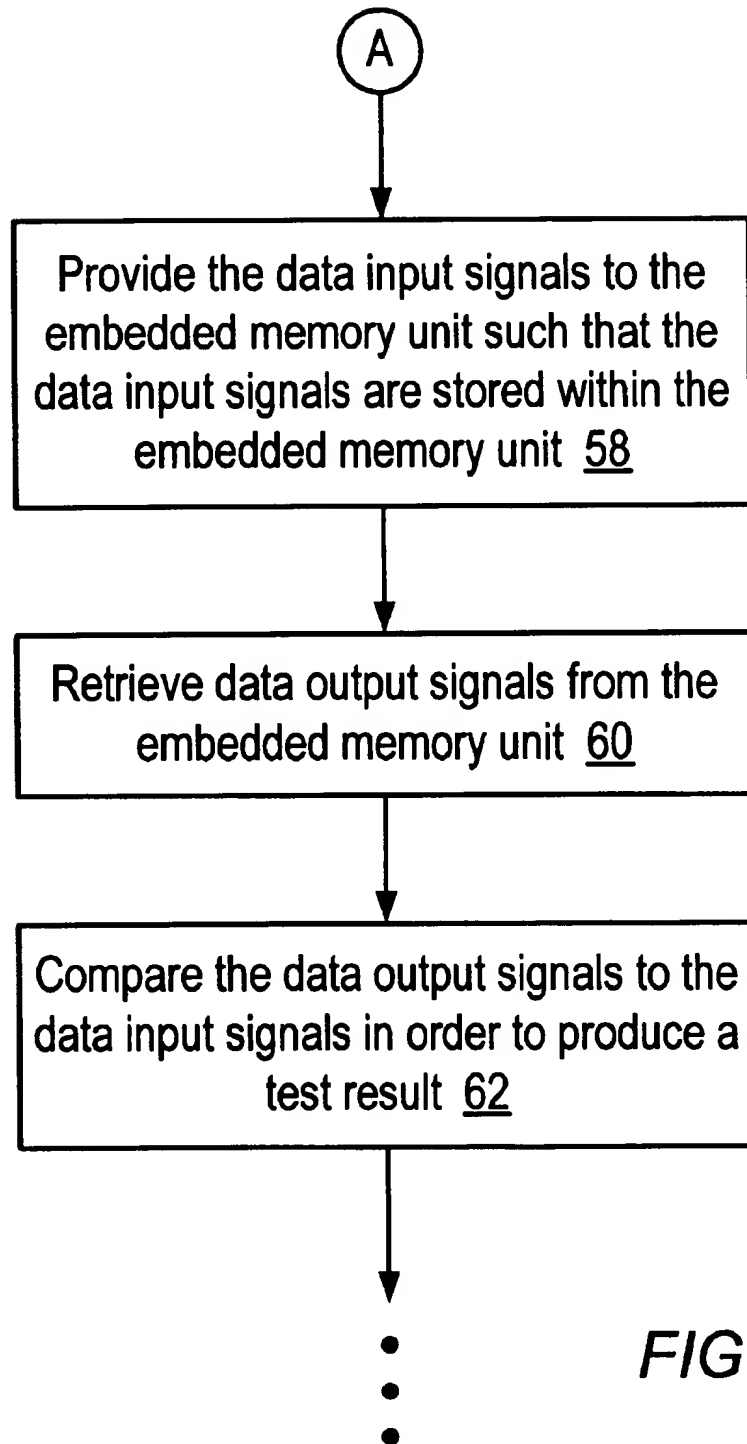 A
Provide the data input signals to the
embedded memory unit such that the
data input signals are stored within the
embedded memory unit 58
Retrieve data output signals from the
embedded memory unit 60
Compare the data output signals to the
data input signals in order to produce a
test result 62
FIG